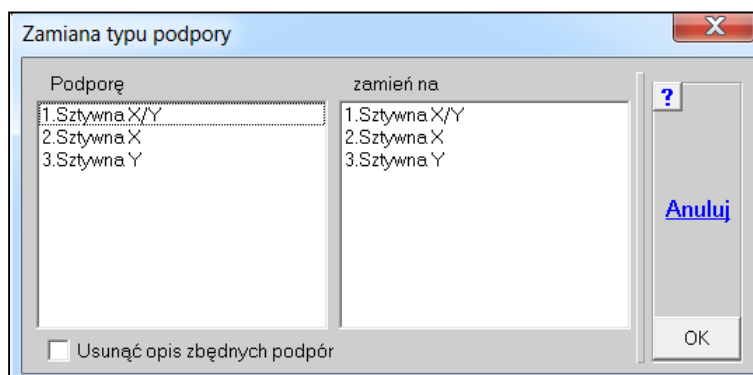 Zamiana typu podpory
X
Podporę
zamień na
?
1.Sztywna X/Y
2.Sztywna X
3.Sztywna Y
1.Sztywna X/Y
2.Sztywna X
3.Sztywna Y
Anuluj
Usunąć opis zbędnych podpór
OK